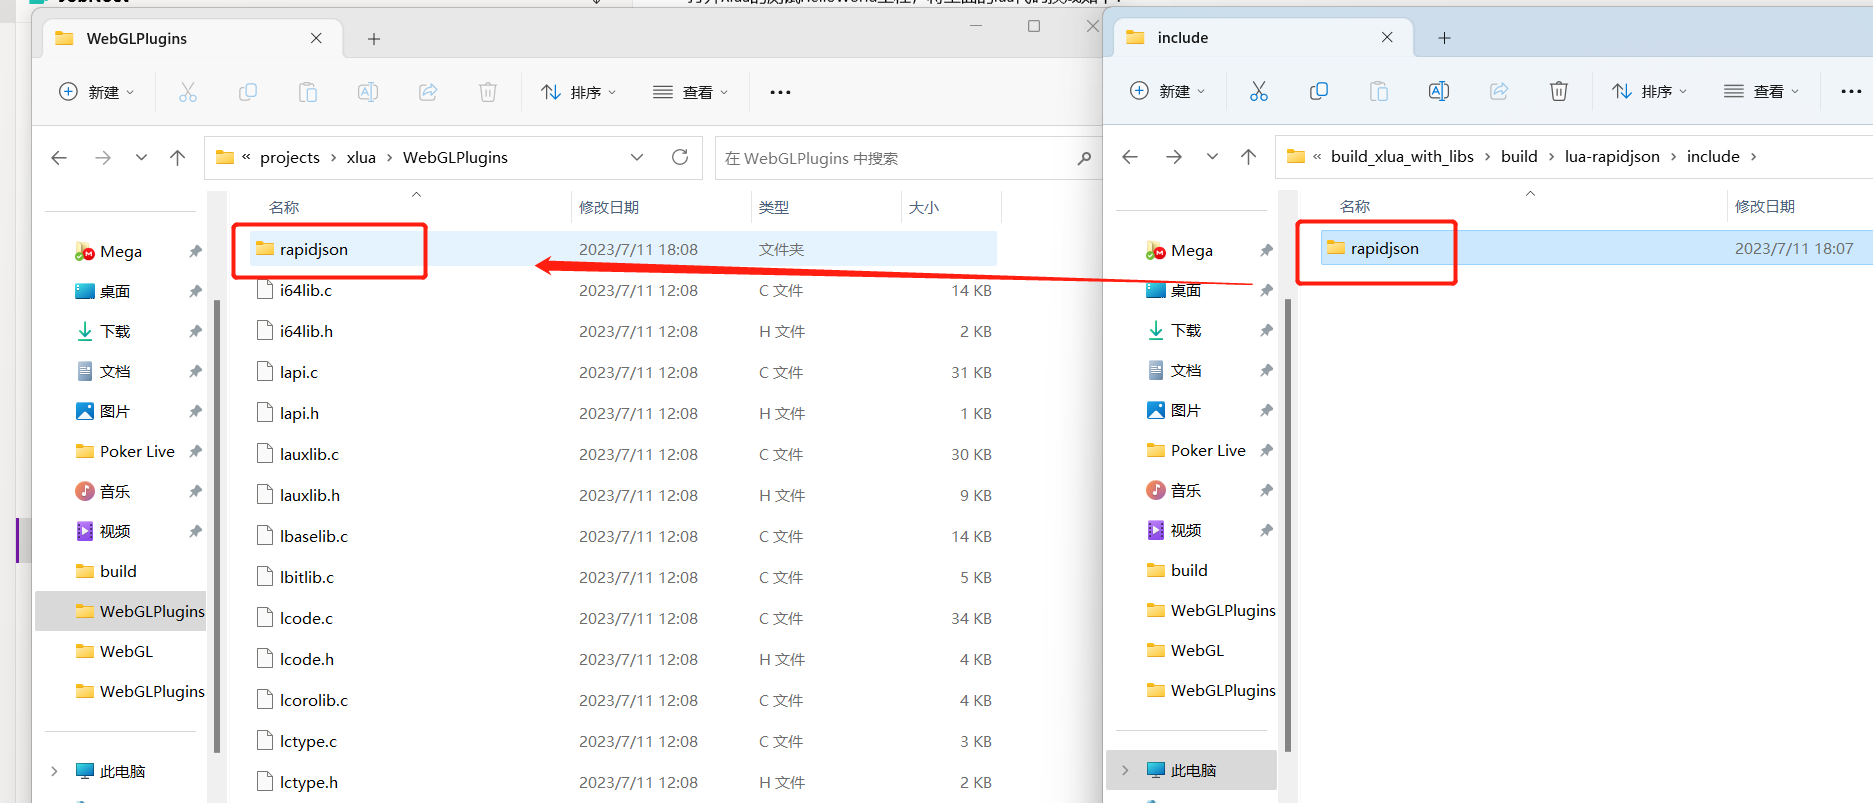 WebGLPlugins
新建
排序
查看
projects
xlua
WebGLPlugins
在 WebGLPlugins 中搜索
名称
修改日期
类型
大小
rapidjson
2023/7/11 18:08
文件夹
i64lib.c
2023/7/11 12:08
C 文件
14 KB
i64lib.h
2023/7/11 12:08
H 文件
2 KB
lapi.c
2023/7/11 12:08
C 文件
31 KB
lapi.h
2023/7/11 12:08
H 文件
1 KB
lauxlib.c
2023/7/11 12:08
C 文件
30 KB
lauxlib.h
2023/7/11 12:08
H 文件
9 KB
lbaselib.c
2023/7/11 12:08
C 文件
14 KB
lbitlib.c
2023/7/11 12:08
C 文件
5 KB
lcode.c
2023/7/11 12:08
C 文件
34 KB
lcode.h
2023/7/11 12:08
H 文件
4 KB
lcorolib.c
2023/7/11 12:08
C 文件
4 KB
lctype.c
2023/7/11 12:08
C 文件
3 KB
lctype.h
2023/7/11 12:08
H 文件
2 KB
Mega
桌面
下载
文档
图片
Poker Live
音乐
视频
build
WebGLPlugins
WebGL
WebGLPlugins
此电脑
include
新建
排序
查看
build_xlua_with_libs
build
lua-rapidjson
include
名称
修改日期
rapidjson
2023/7/11 18:07
Mega
桌面
下载
文档
图片
Poker Live
音乐
视频
build
WebGLPlugins
WebGL
WebGLPlugins
此电脑